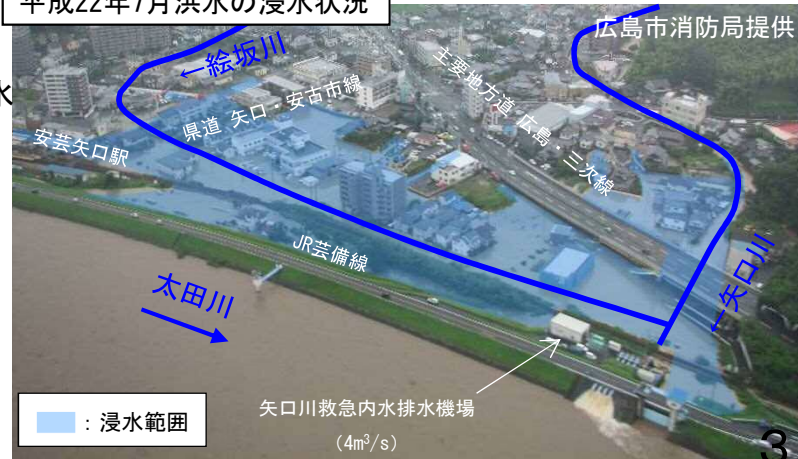 平成22年7月洪水の浸水状況
広島市消防局提供
水
←絵坂川
主要地方道 広島・三次線
県道 矢口・安古市線
安芸矢口駅
JR芸備線
太田川
←矢口川
矢口川救急内水排水機場
(4m³/s)
：浸水範囲
3